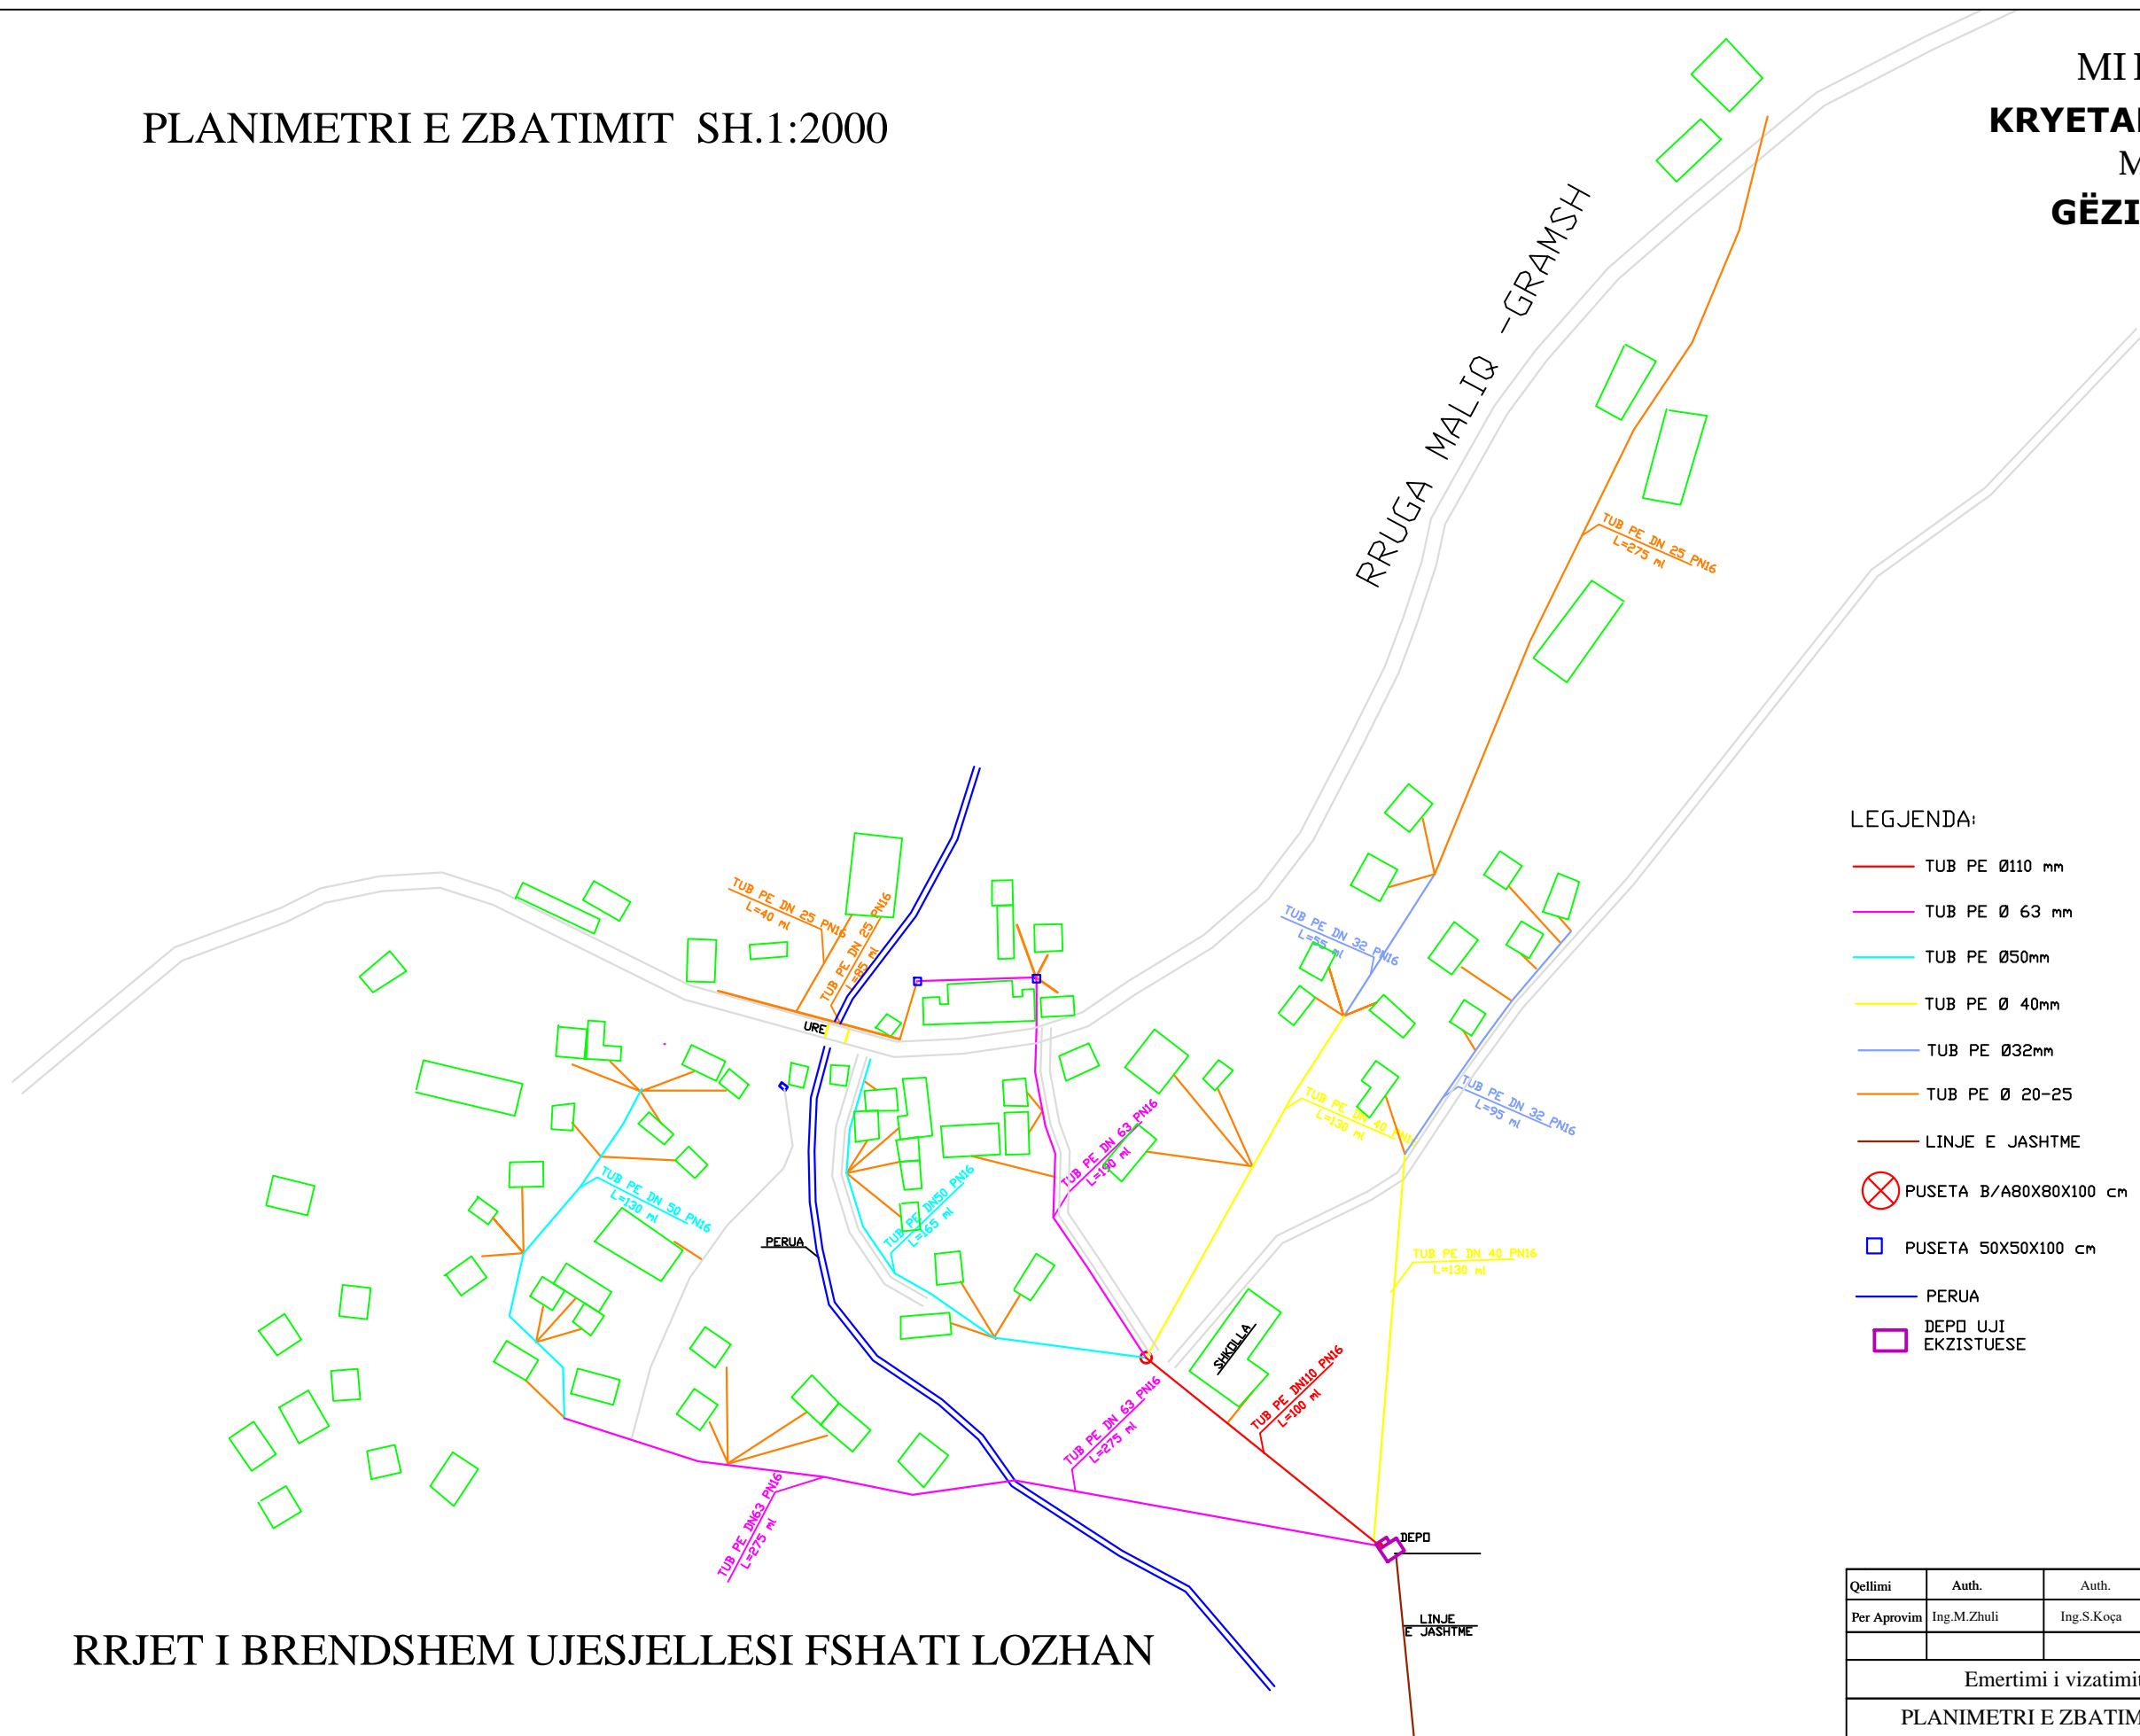 PLANIMETRI E ZBATIMIT SH.1:2000
GËZI
RRUGA MALIQ -GRAMSH
TUB PE DN 25 PN16
L=275 ml
TUB PE DN 25 PN16
L=40 ml
TUB PE DN 25 PN16
L=85 ml
URE
TUB PE DN 32 PN16
L=55 ml
TUB PE DN 40 PN16
L=130 ml
TUB PE DN 32 PN16
L=95 ml
TUB PE DN 63 PN16
L=190 ml
TUB PE DN50 PN16
L=165 ml
TUB PE DN 50 PN16
L=130 ml
PERUA
TUB PE DN 40 PN16
L=130 ml
SHKOLLA
TUB PE DN110 PN16
L=100 ml
TUB PE DN 63 PN16
L=275 ml
TUB PE DN63 PN16
L=275 ml
DEPO
LINJE
E JASHTME
LEGJENDA:
TUB PE Ø110 mm
TUB PE Ø 63 mm
TUB PE Ø50mm
TUB PE Ø 40mm
TUB PE Ø32mm
TUB PE Ø 20-25
LINJE E JASHTME
PUSETA B/A80X80X100 cm
PUSETA 50X50X100 cm
PERUA
DEPO UJI
EKZISTUESE
RRJET I BRENDSHEM UJESJELLESI FSHATI LOZHAN
Qellimi Auth. Auth.
Per Aprovim Ing.M.Zhuli Ing.S.Koça
Emertimi i vizatimit
PLANIMETRI E ZBATIM